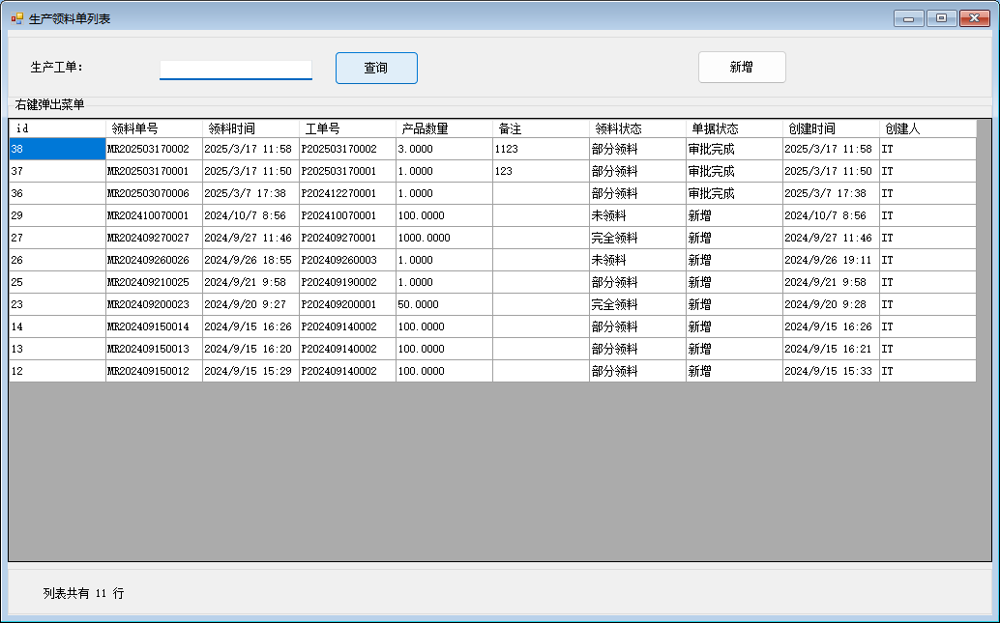 生产领料单列表
生产工单: 查询 新增
右键弹出菜单
id 领料单号 领料时间 工单号 产品数量 备注 领料状态 单据状态 创建时间 创建人
38 MR202503170002 2025/3/17 11:58 P202503170002 3.0000 1123 部分领料 审批完成 2025/3/17 11:58 IT
37 MR202503170001 2025/3/17 11:50 P202503170001 1.0000 123 部分领料 审批完成 2025/3/17 11:50 IT
36 MR202503070006 2025/3/7 17:38 P202412270001 1.0000 部分领料 审批完成 2025/3/7 17:38 IT
29 MR202410070001 2024/10/7 8:56 P202410070001 100.0000 未领料 新增 2024/10/7 8:56 IT
27 MR202409270027 2024/9/27 11:46 P202409270001 1000.0000 完全领料 新增 2024/9/27 11:46 IT
26 MR202409260026 2024/9/26 18:55 P202409260003 1.0000 未领料 新增 2024/9/26 19:11 IT
25 MR202409210025 2024/9/21 9:58 P202409190002 1.0000 部分领料 新增 2024/9/21 9:58 IT
23 MR202409200023 2024/9/20 9:27 P202409200001 50.0000 完全领料 新增 2024/9/20 9:28 IT
14 MR202409150014 2024/9/15 16:26 P202409140002 100.0000 部分领料 新增 2024/9/15 16:26 IT
13 MR202409150013 2024/9/15 16:20 P202409140002 100.0000 部分领料 新增 2024/9/15 16:21 IT
12 MR202409150012 2024/9/15 15:29 P202409140002 100.0000 部分领料 新增 2024/9/15 15:33 IT
列表共有 11 行